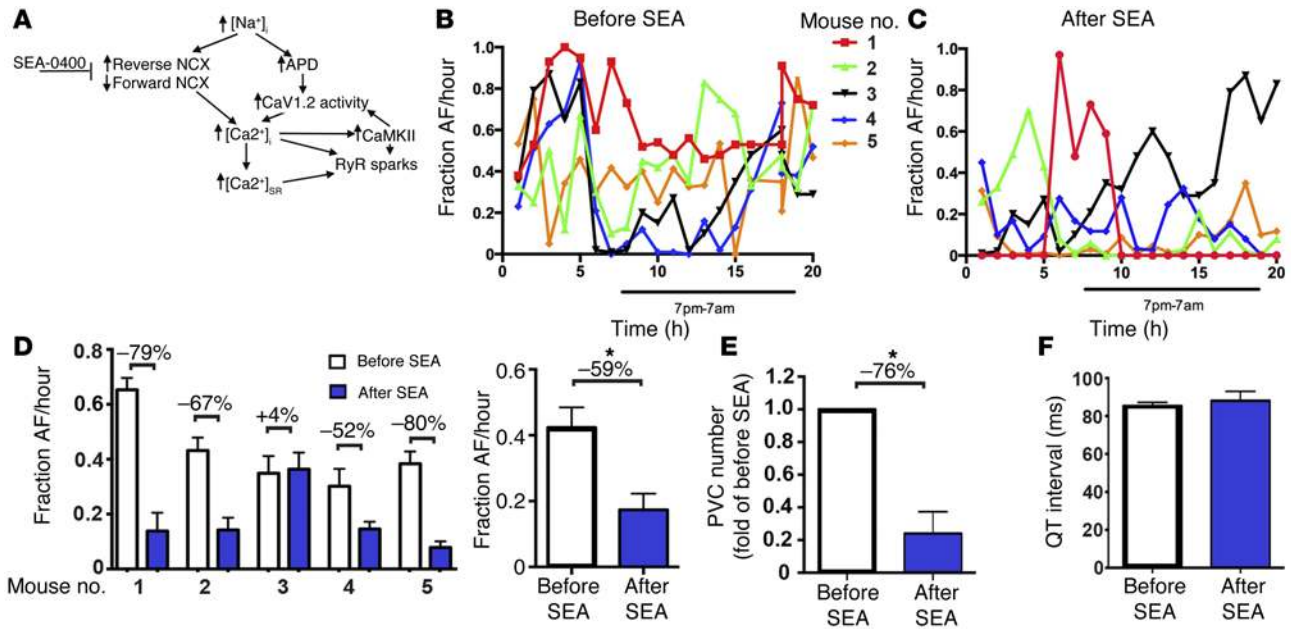 A
↑[Na⁺]ᵢ
SEA-0400
↑Reverse NCX
↓Forward NCX
↑APD
↑CaV1.2 activity
↑[Ca2⁺]ᵢ
↑CaMKII
RyR sparks
↑[Ca2⁺]SR
B
Before SEA
Fraction AF/hour
1.0
0.8
0.6
0.4
0.2
0
0 5 10 15 20
7pm-7am
Time (h)
Mouse no.
1
2
3
4
5
C
After SEA
Fraction AF/hour
1.0
0.8
0.6
0.4
0.2
0
0 5 10 15 20
7pm-7am
Time (h)
D
Fraction AF/hour
0.8
0.6
0.4
0.2
0
−79%
−67%
+4%
−52%
−80%
Before SEA
After SEA
Mouse no. 1 2 3 4 5
Fraction AF/hour
0.6
0.4
0.2
0
*
−59%
Before SEA
After SEA
E
PVC number
(fold of before SEA)
1.0
0.8
0.6
0.4
0.2
0
*
−76%
Before SEA
After SEA
F
QT interval (ms)
100
80
60
40
20
0
Before SEA
After SEA